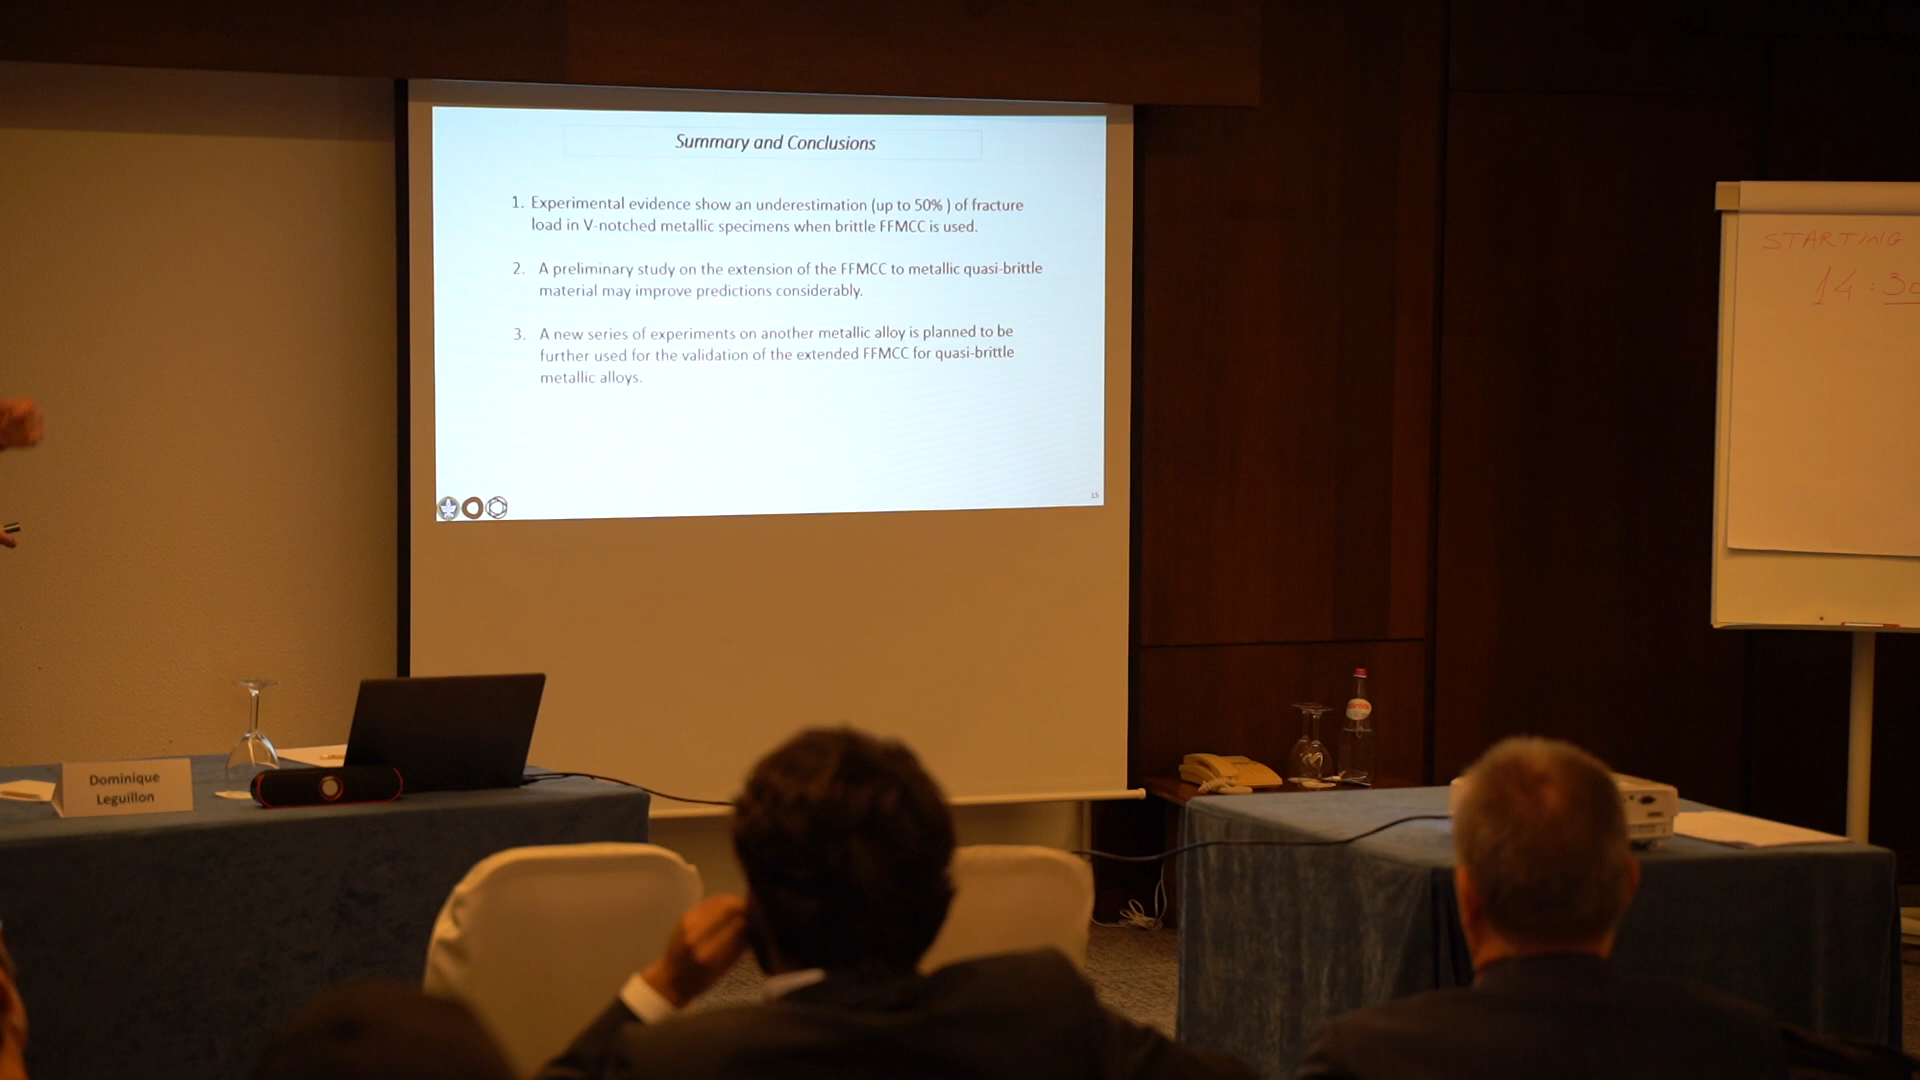 Summary and Conclusions
1. Experimental evidence show an underestimation (up to 50% ) of fracture
load in V-notched metallic specimens when brittle FFMCC is used.
2. A preliminary study on the extension of the FFMCC to metallic quasi-brittle
material may improve predictions considerably.
3. A new series of experiments on another metallic alloy is planned to be
further used for the validation of the extended FFMCC for quasi-brittle
metallic alloys.
STARTING
14:30
Dominique
Leguillon